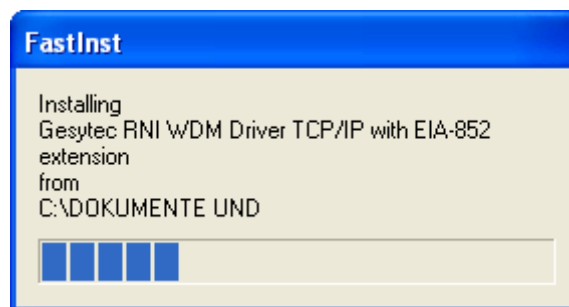 FastInst
Installing
Gesytec RNI WDM Driver TCP/IP with EIA-852
extension
from
C:\DOKUMENTE UND